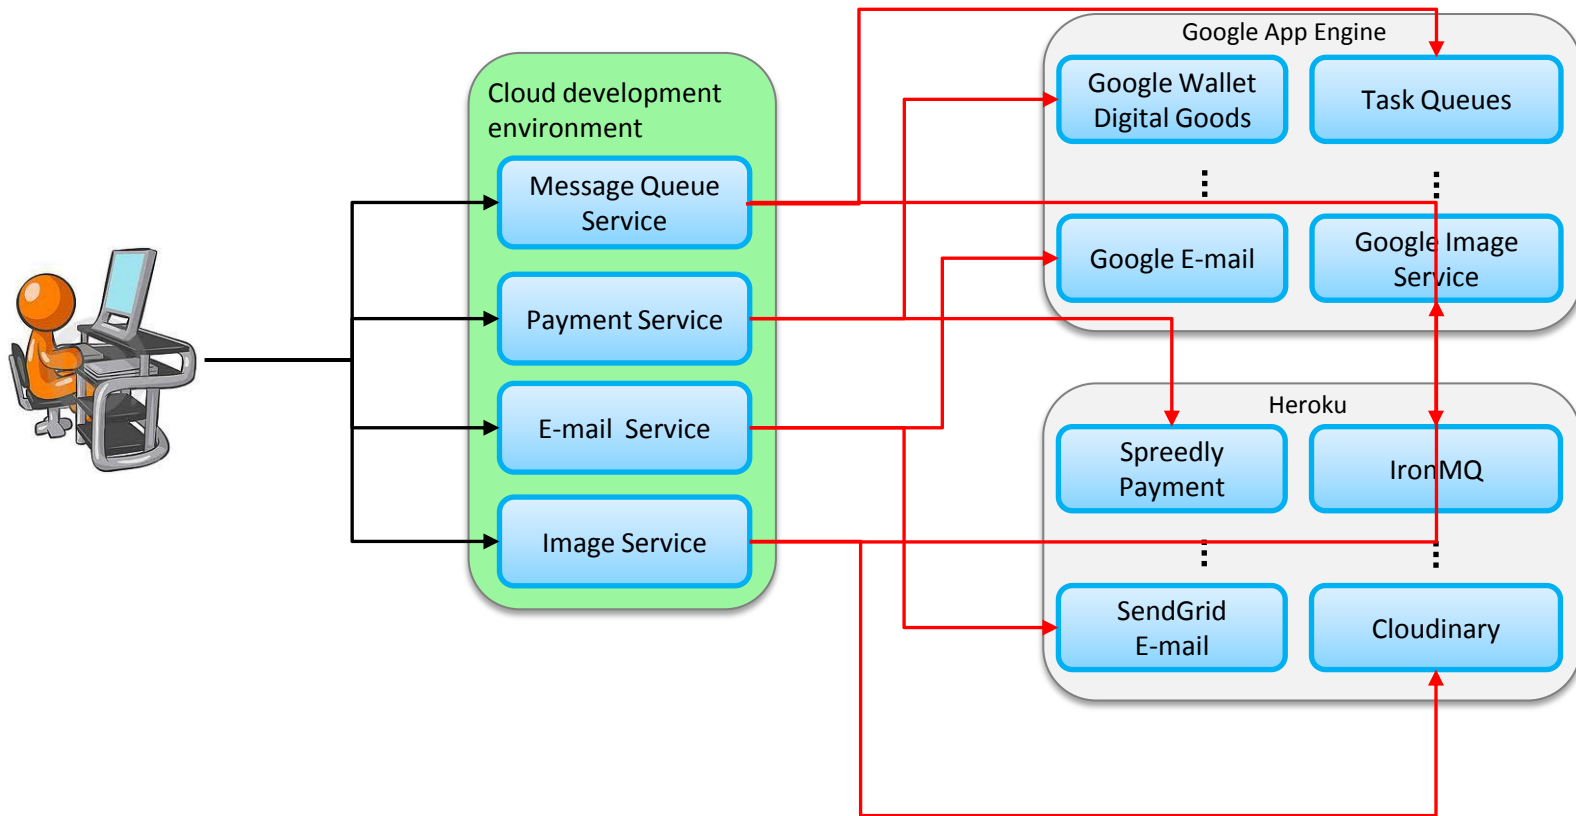 Cloud development
environment
Message Queue
Service
Payment Service
E-mail Service
Image Service
Google App Engine
Google Wallet
Digital Goods
Task Queues
Google E-mail
Google Image
Service
Heroku
Spreedly
Payment
IronMQ
SendGrid
E-mail
Cloudinary